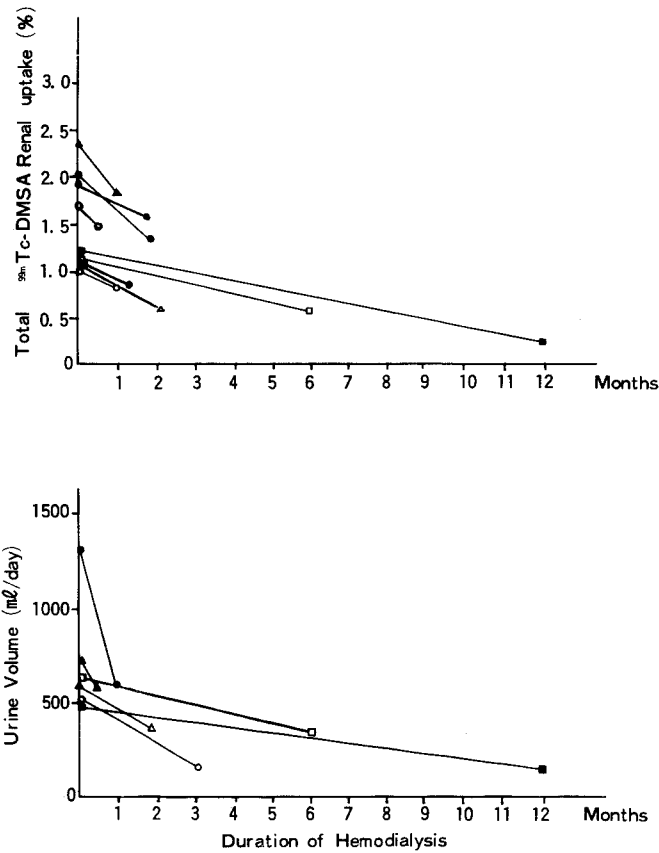 Total 99mTc-DMSA Renal uptake (%)
3.0
2.5
2.0
1.5
1.0
0.5
0
1 2 3 4 5 6 7 8 9 10 11 12 Months
Urine Volume (mℓ/day)
1500
1000
500
0
1 2 3 4 5 6 7 8 9 10 11 12 Months
Duration of Hemodialysis